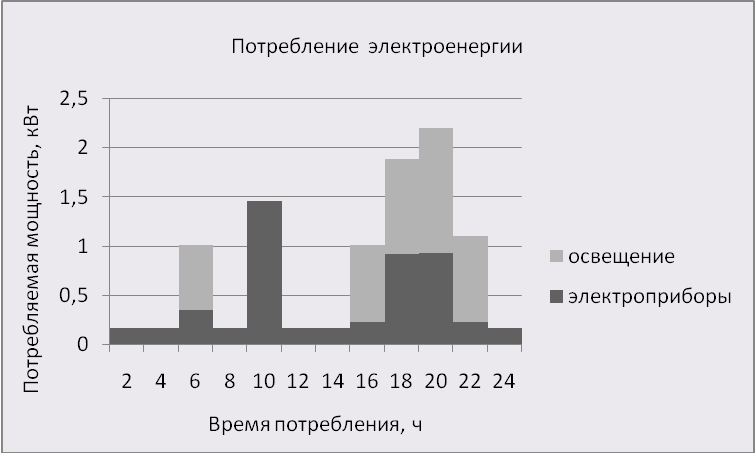 Потребление электроенергии
Потребляемая мощность, кВт
2,5
2
1,5
1
0,5
0
2 4 6 8 10 12 14 16 18 20 22 24
Время потребления, ч
освещение
электроприборы